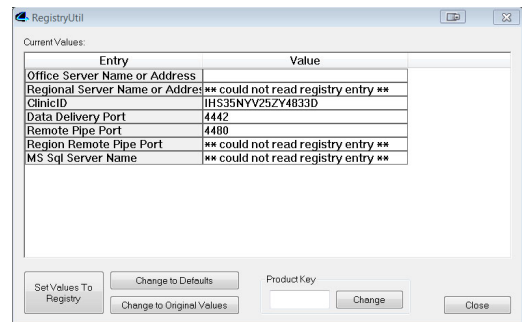 RegistryUtil
Current Values:
Entry Value
Office Server Name or Address
Regional Server Name or Addres ** could not read registry entry **
ClinicID IHS35NYV25ZY4833D
Data Delivery Port 4442
Remote Pipe Port 4480
Region Remote Pipe Port ** could not read registry entry **
MS Sql Server Name ** could not read registry entry **
Set Values To
Registry
Change to Defaults
Change to Original Values
Product Key
Change
Close